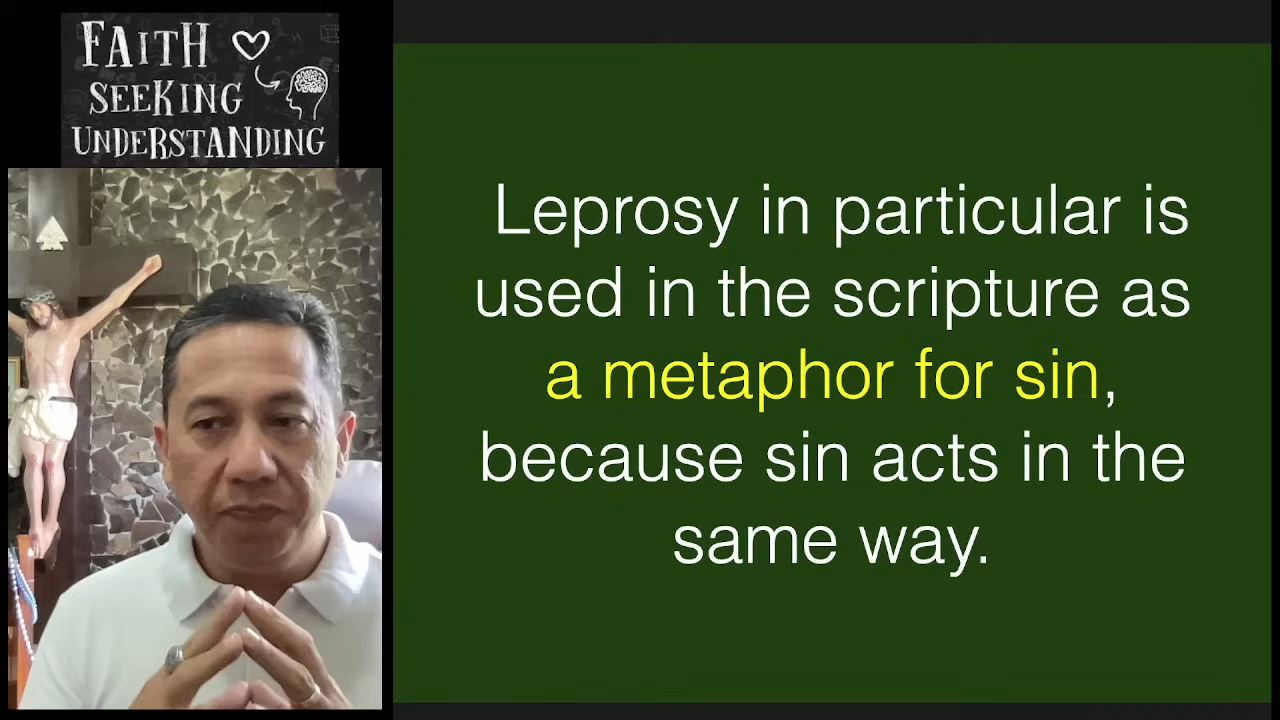 FAITH
SEEKING
UNDERSTANDING
Leprosy in particular is
used in the scripture as
a metaphor for sin,
because sin acts in the
same way.